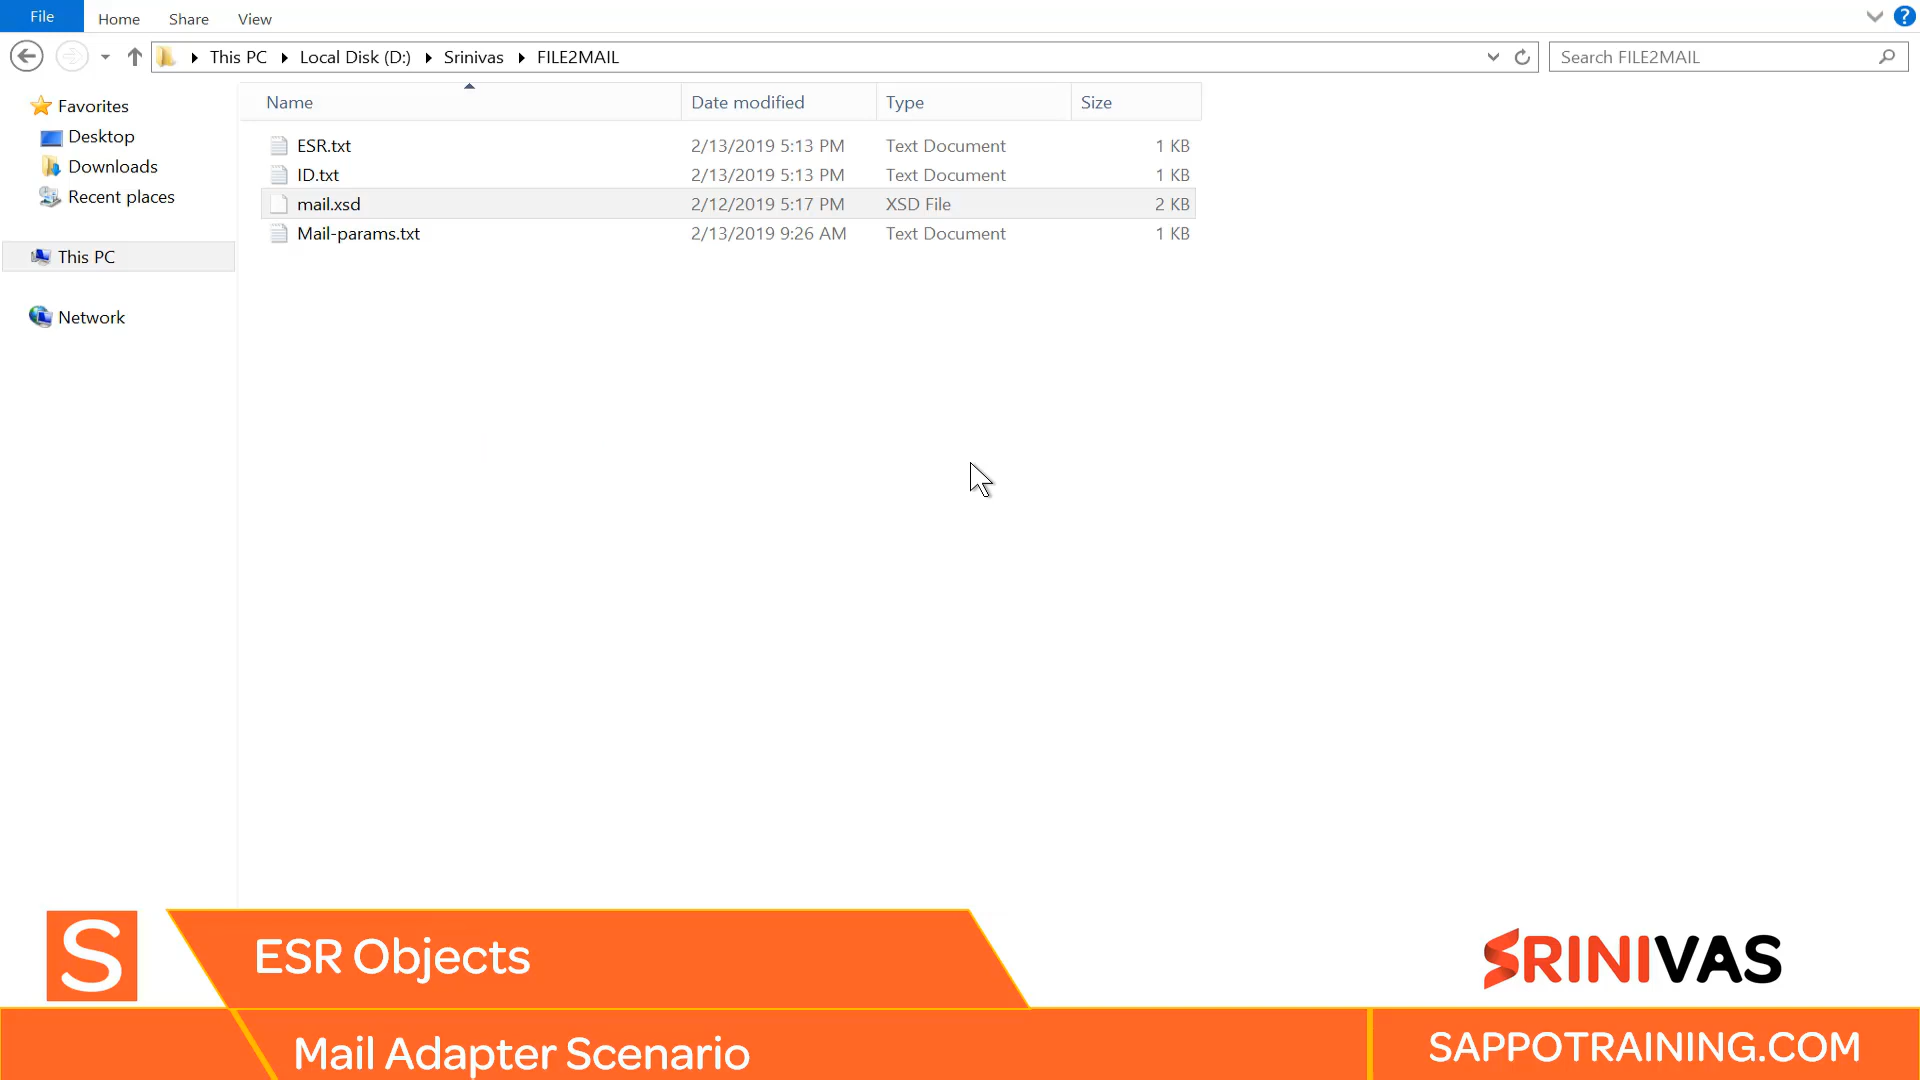 File Home Share View
This PC Local Disk (D:) Srinivas FILE2MAIL Search FILE2MAIL
Favorites
Desktop
Downloads
Recent places
This PC
Network
Name Date modified Type Size
ESR.txt 2/13/2019 5:13 PM Text Document 1 KB
ID.txt 2/13/2019 5:13 PM Text Document 1 KB
mail.xsd 2/12/2019 5:17 PM XSD File 2 KB
Mail-params.txt 2/13/2019 9:26 AM Text Document 1 KB
S
ESR Objects
SRINIVAS
Mail Adapter Scenario
SAPPOTRAINING.COM